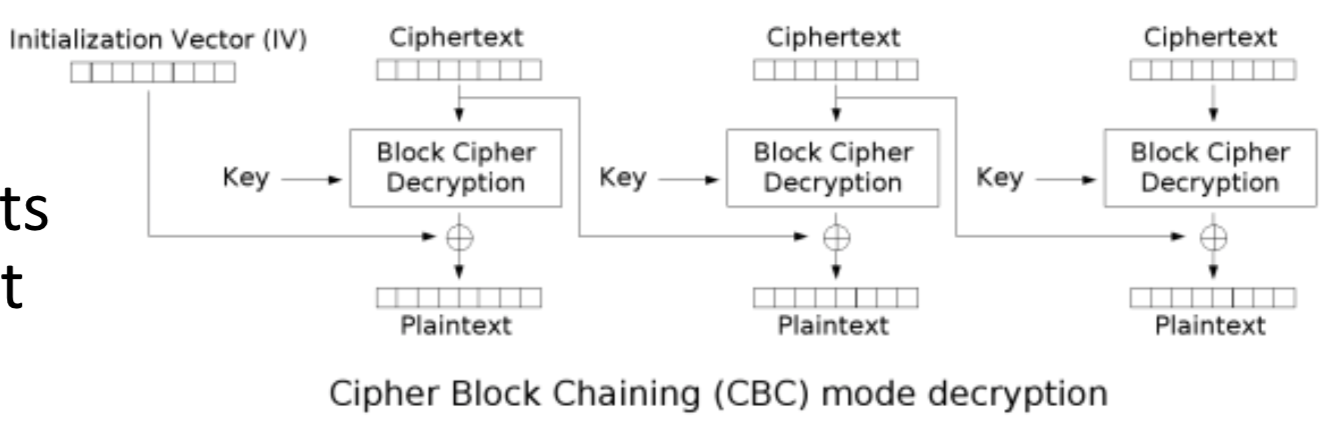 Initialization Vector (IV)
Ciphertext
Ciphertext
Ciphertext
Key
Block Cipher
Decryption
Key
Block Cipher
Decryption
Key
Block Cipher
Decryption
ts
t
Plaintext
Plaintext
Plaintext
Cipher Block Chaining (CBC) mode decryption